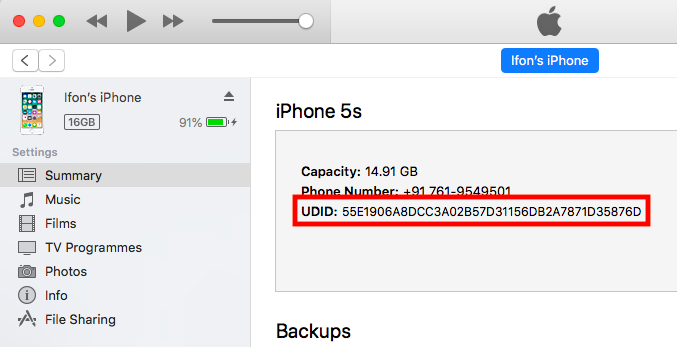 Ifon's iPhone
Ifon's iPhone
16GB
91%
Settings
Summary
Music
Films
TV Programmes
Photos
Info
File Sharing
iPhone 5s
Capacity: 14.91 GB
Phone Number: +91 761-9549501
UDID: 55E1906A8DCC3A02B57D31156DB2A7871D35876D
Backups